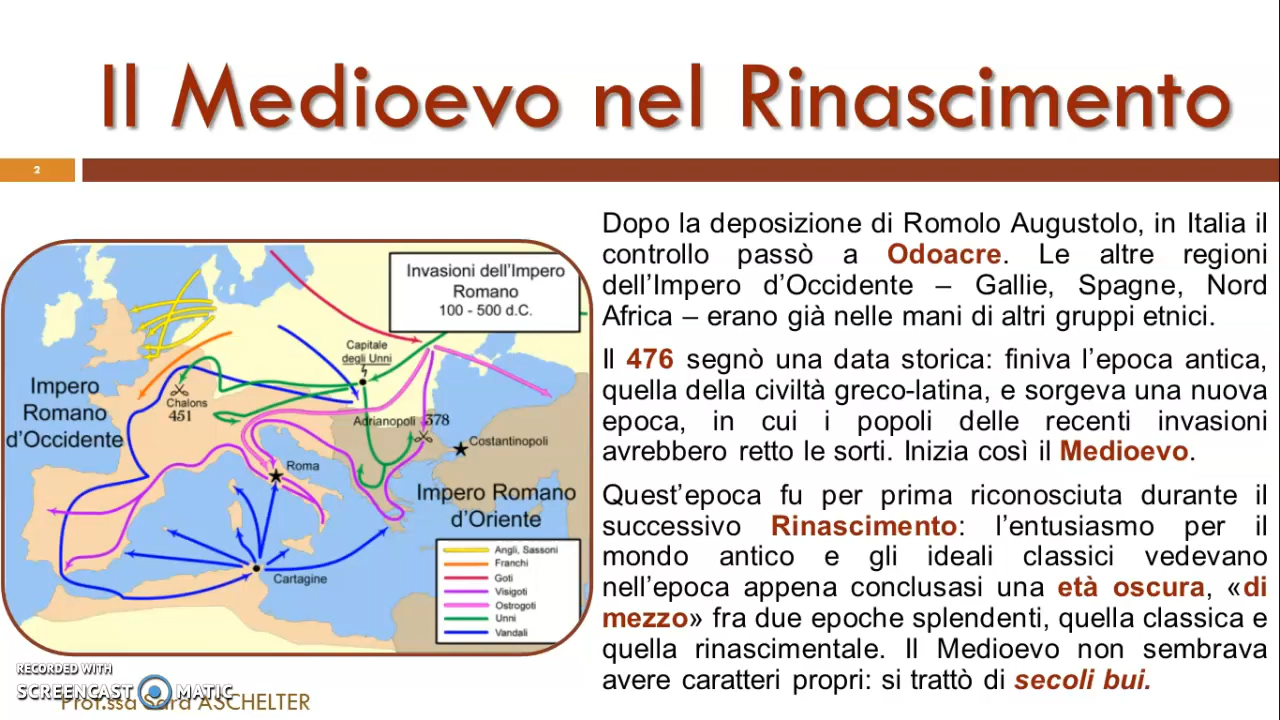 Il Medioevo nel Rinascimento
2
Invasioni dell'Impero
Romano
100 - 500 d.C.
Capitale
degli Unni
Impero
Romano
d'Occidente
Chalons
451
Adrianopoli 378
Costantinopoli
Roma
Impero Romano
d'Oriente
Cartagine
Angli, Sassoni
Franchi
Goti
Visigoti
Ostrogoti
Unni
Vandali
Dopo la deposizione di Romolo Augustolo, in Italia il
controllo passò a Odoacre. Le altre regioni
dell'Impero d'Occidente – Gallie, Spagne, Nord
Africa – erano già nelle mani di altri gruppi etnici.
Il 476 segnò una data storica: finiva l'epoca antica,
quella della civiltà greco-latina, e sorgeva una nuova
epoca, in cui i popoli delle recenti invasioni
avrebbero retto le sorti. Inizia così il Medioevo.
Quest'epoca fu per prima riconosciuta durante il
successivo Rinascimento: l'entusiasmo per il
mondo antico e gli ideali classici vedevano
nell'epoca appena conclusasi una età oscura, «di
mezzo» fra due epoche splendenti, quella classica e
quella rinascimentale. Il Medioevo non sembrava
avere caratteri propri: si trattò di secoli bui.
RECORDED WITH
SCREENCAST MATIC
Prof.ssa Sara ASCHELTER